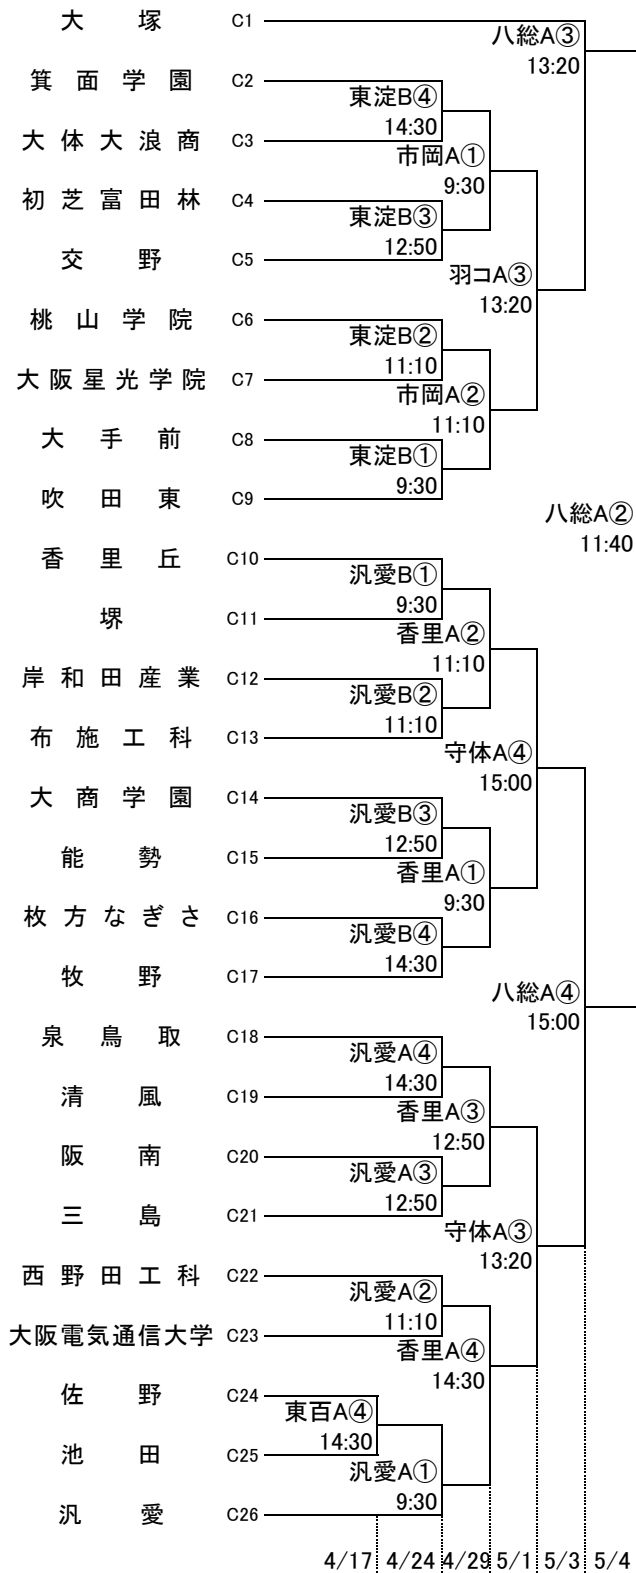 大塚 C1
八総A③
13:20
箕面学園 C2
東淀B④
14:30
大体大浪商 C3
市岡A①
9:30
初芝富田林 C4
東淀B③
12:50
交野 C5
羽コA③
13:20
桃山学院 C6
東淀B②
11:10
大阪星光学院 C7
市岡A②
11:10
大手前 C8
東淀B①
9:30
吹田東 C9
八総A②
11:40
香里丘 C10
汎愛B①
9:30
堺 C11
香里A②
11:10
岸和田産業 C12
汎愛B②
11:10
布施工科 C13
守体A④
15:00
大商学園 C14
汎愛B③
12:50
能勢 C15
香里A①
9:30
枚方なぎさ C16
汎愛B④
14:30
牧野 C17
八総A④
15:00
泉鳥取 C18
汎愛A④
14:30
清風 C19
香里A③
12:50
阪南 C20
汎愛A③
12:50
三島 C21
守体A③
13:20
西野田工科 C22
汎愛A②
11:10
大阪電気通信大学 C23
香里A④
14:30
佐野 C24
東百A④
14:30
池田 C25
汎愛A①
9:30
汎愛 C26
4/17 4/24 4/29 5/1 5/3 5/4